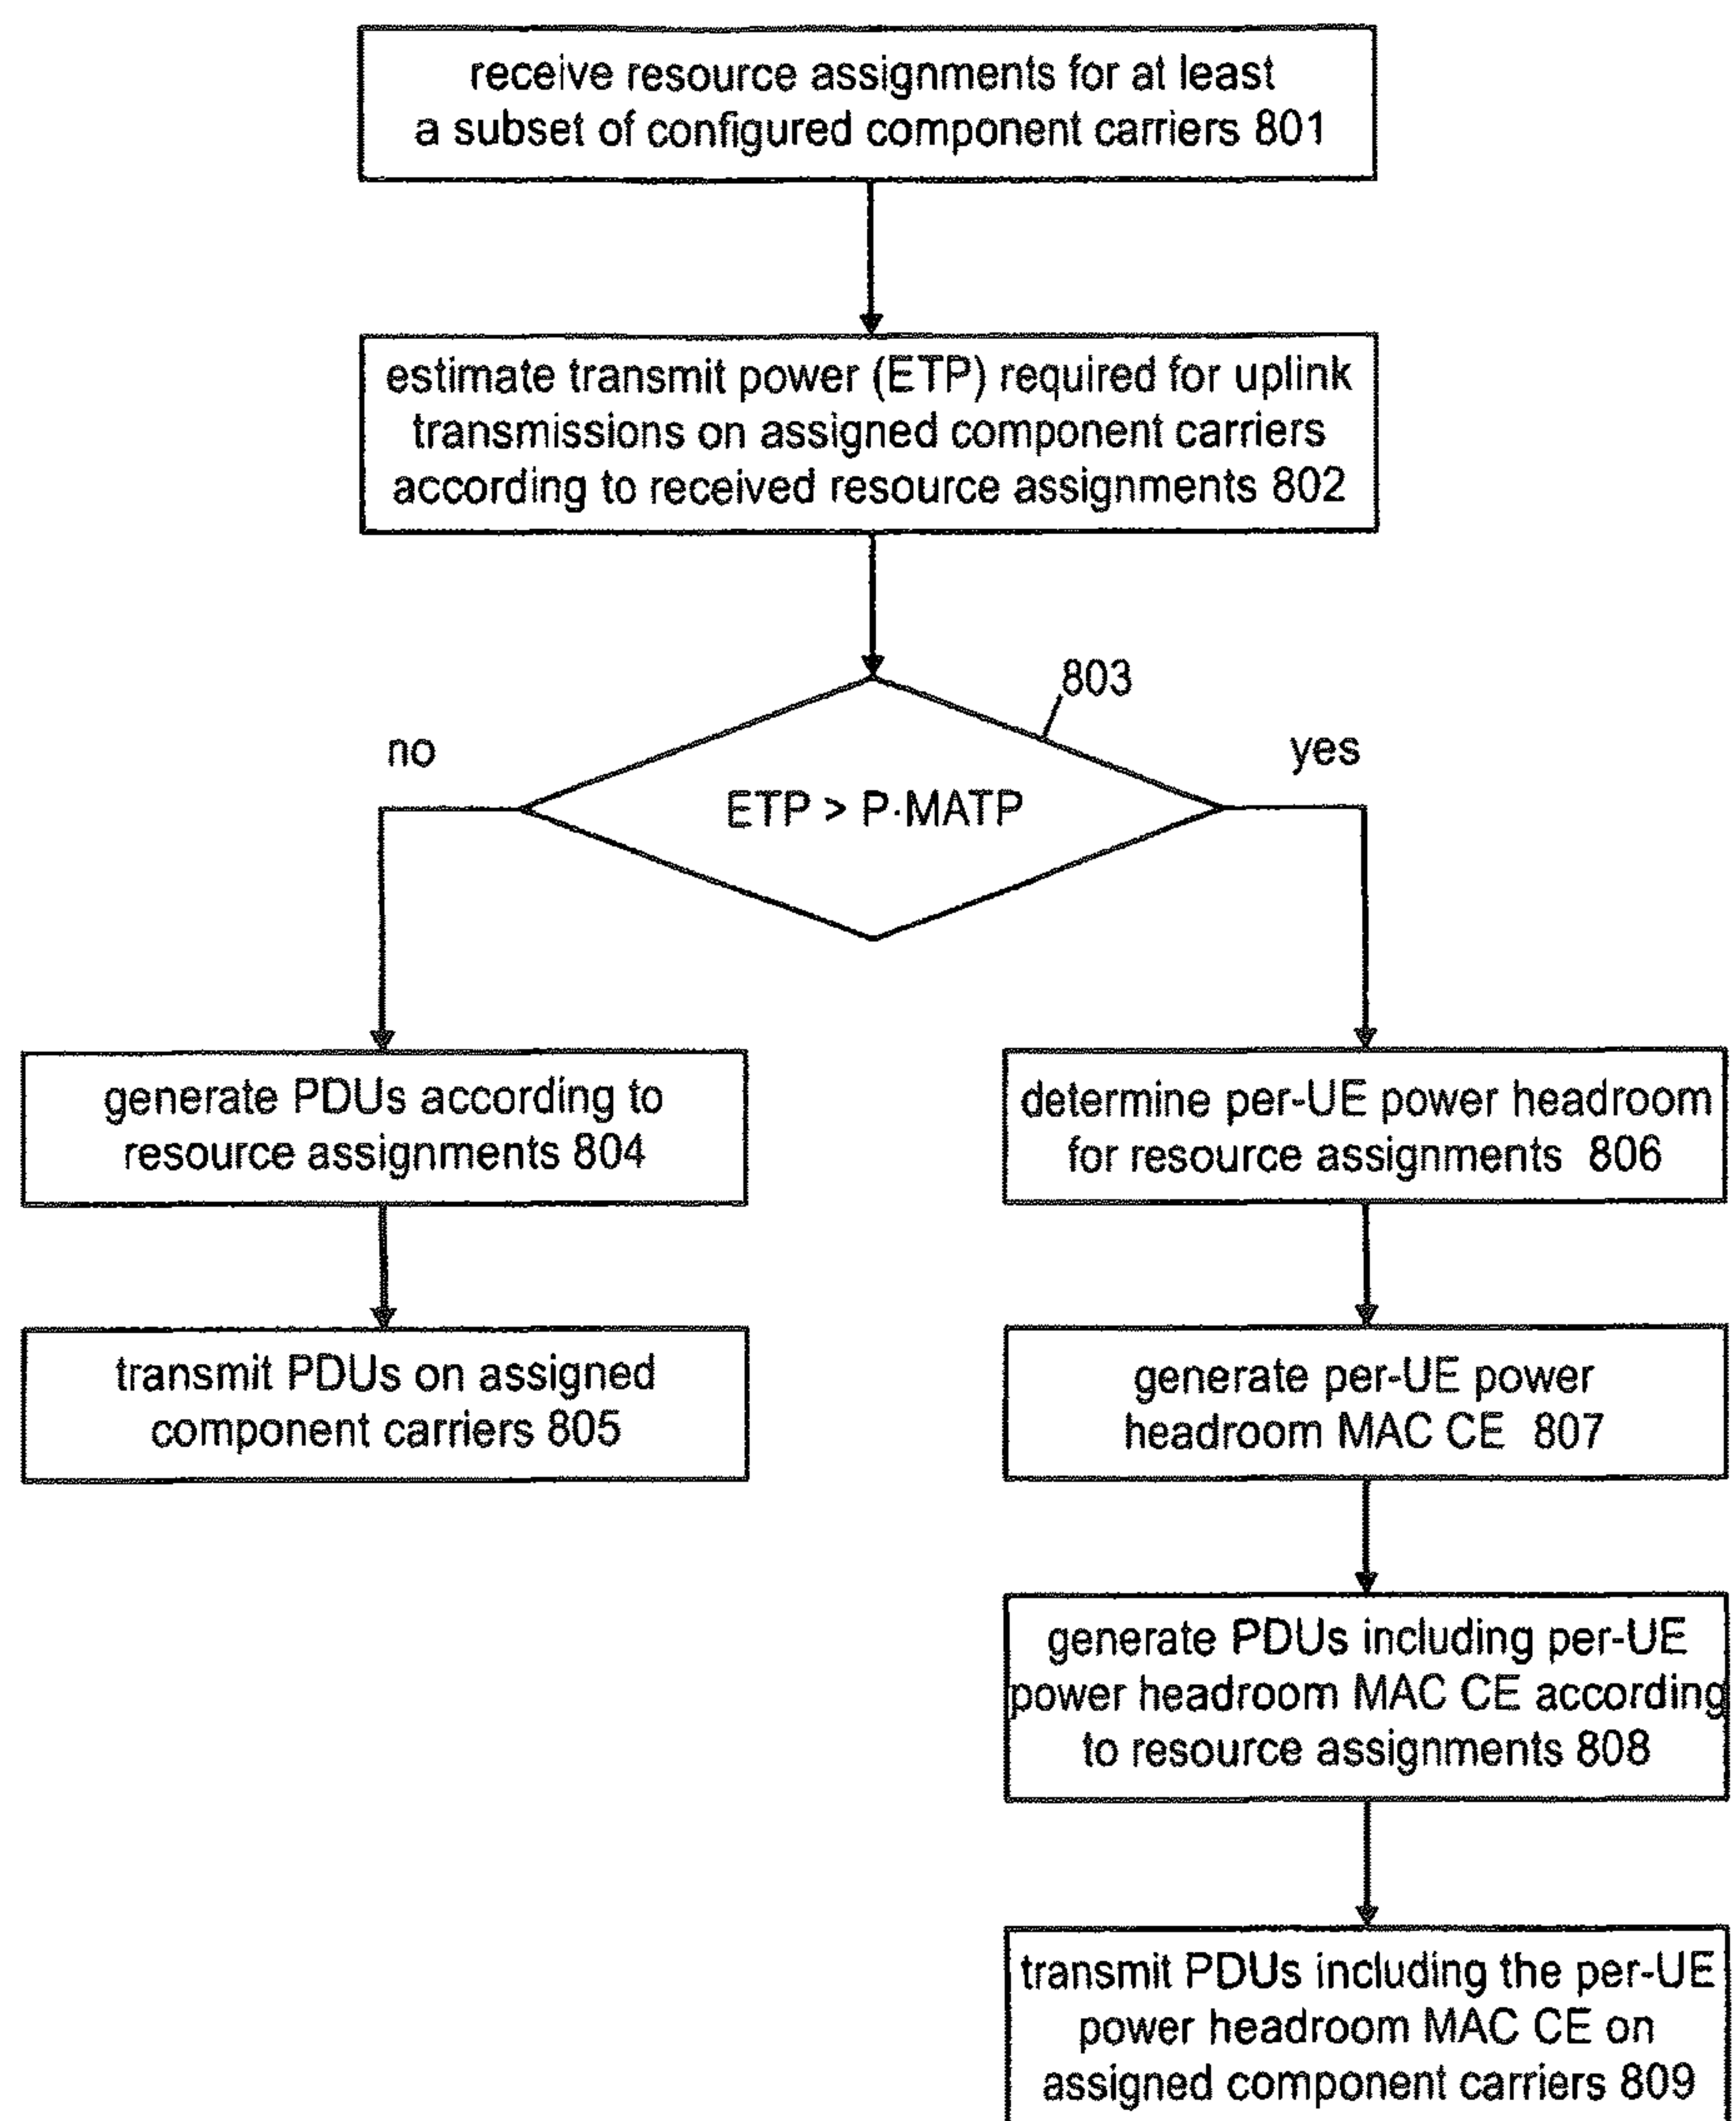 receive resource assignments for at least
a subset of configured component carriers 801
estimate transmit power (ETP) required for uplink
transmissions on assigned component carriers
according to received resource assignments 802
803
no
yes
ETP > P·MATP
generate PDUs according to
resource assignments 804
determine per-UE power headroom
for resource assignments 806
transmit PDUs on assigned
component carriers 805
generate per-UE power
headroom MAC CE 807
generate PDUs including per-UE
power headroom MAC CE according
to resource assignments 808
transmit PDUs including the per-UE
power headroom MAC CE on
assigned component carriers 809